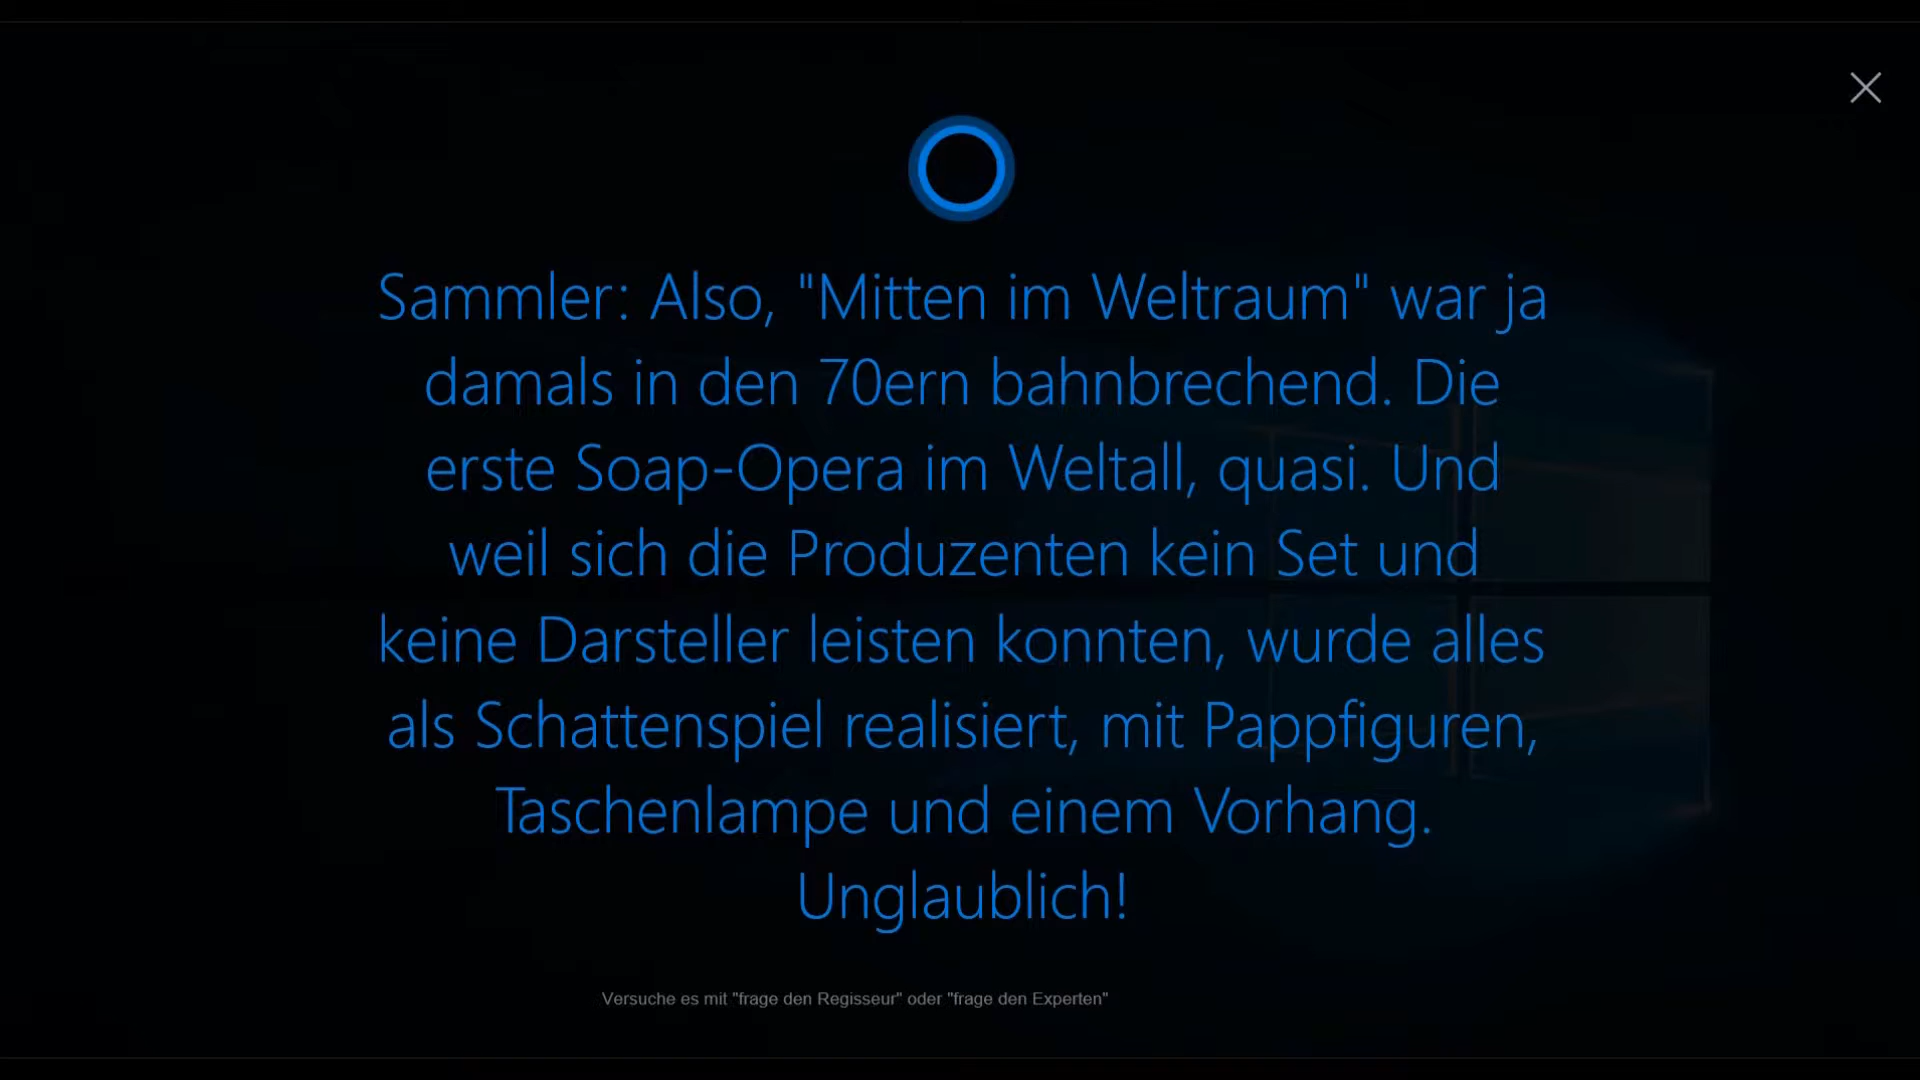 Sammler: Also, "Mitten im Weltraum" war ja
damals in den 70ern bahnbrechend. Die
erste Soap-Opera im Weltall, quasi. Und
weil sich die Produzenten kein Set und
keine Darsteller leisten konnten, wurde alles
als Schattenspiel realisiert, mit Pappfiguren,
Taschenlampe und einem Vorhang.
Unglaublich!
Versuche es mit "frage den Regisseur" oder "frage den Experten"